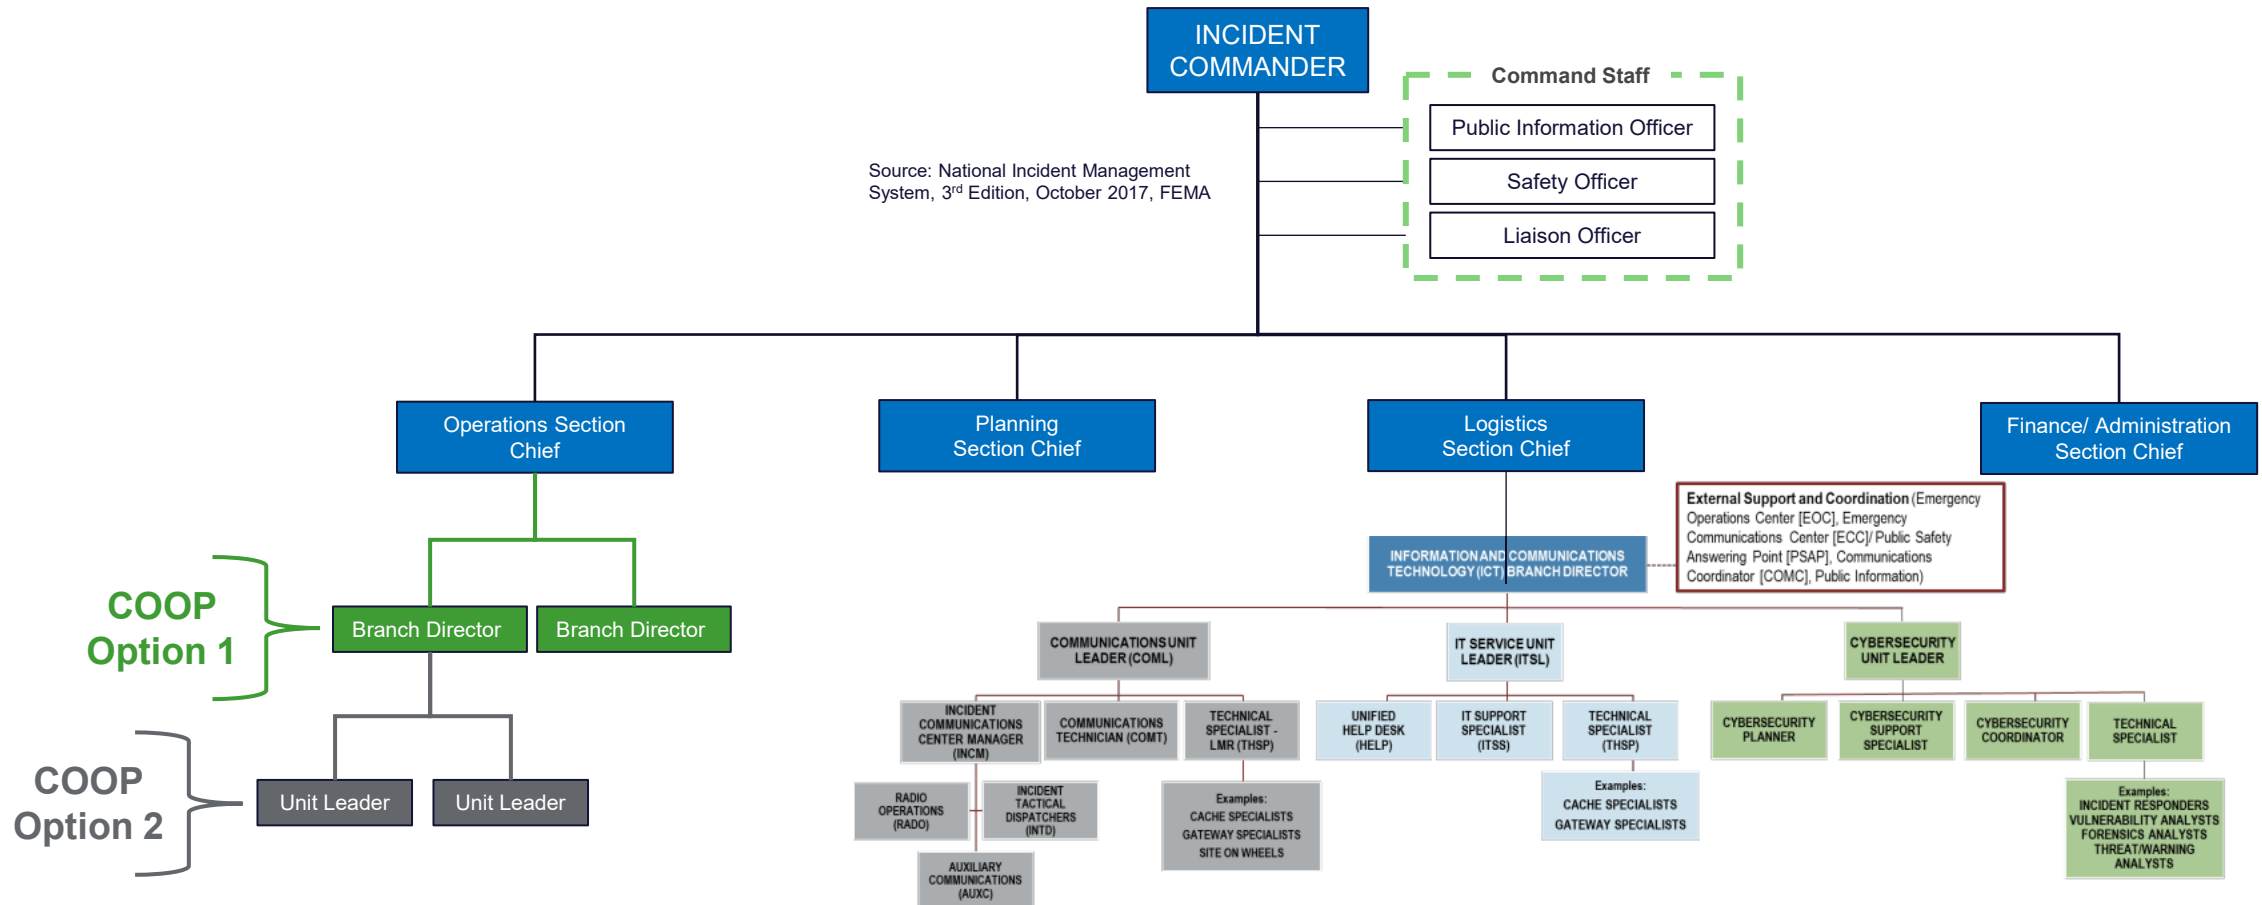 INCIDENT
COMMANDER
Command Staff
Public Information Officer
Safety Officer
Liaison Officer
Source: National Incident Management
System, 3rd Edition, October 2017, FEMA
Operations Section
Chief
Planning
Section Chief
Logistics
Section Chief
Finance/ Administration
Section Chief
External Support and Coordination (Emergency
Operations Center [EOC], Emergency
Communications Center [ECC]/ Public Safety
Answering Point [PSAP], Communications
Coordinator [COMC], Public Information)
INFORMATION AND COMMUNICATIONS
TECHNOLOGY (ICT) BRANCH DIRECTOR
COOP
Option 1
Branch Director
Branch Director
COOP
Option 2
Unit Leader
Unit Leader
COMMUNICATIONS UNIT
LEADER (COML)
IT SERVICE UNIT
LEADER (ITSL)
CYBERSECURITY
UNIT LEADER
INCIDENT
COMMUNICATIONS
CENTER MANAGER
(INCM)
COMMUNICATIONS
TECHNICIAN (COMT)
TECHNICAL
SPECIALIST -
LMR (THSP)
UNIFIED
HELP DESK
(HELP)
IT SUPPORT
SPECIALIST
(ITSS)
TECHNICAL
SPECIALIST
(THSP)
CYBERSECURITY
PLANNER
CYBERSECURITY
SUPPORT
SPECIALIST
CYBERSECURITY
COORDINATOR
TECHNICAL
SPECIALIST
RADIO
OPERATIONS
(RADO)
INCIDENT
TACTICAL
DISPATCHERS
(INTD)
AUXILIARY
COMMUNICATIONS
(AUXC)
Examples:
CACHE SPECIALISTS
GATEWAY SPECIALISTS
SITE ON WHEELS
Examples:
CACHE SPECIALISTS
GATEWAY SPECIALISTS
Examples:
INCIDENT RESPONDERS
VULNERABILITY ANALYSTS
FORENSICS ANALYSTS
THREAT/WARNING
ANALYSTS